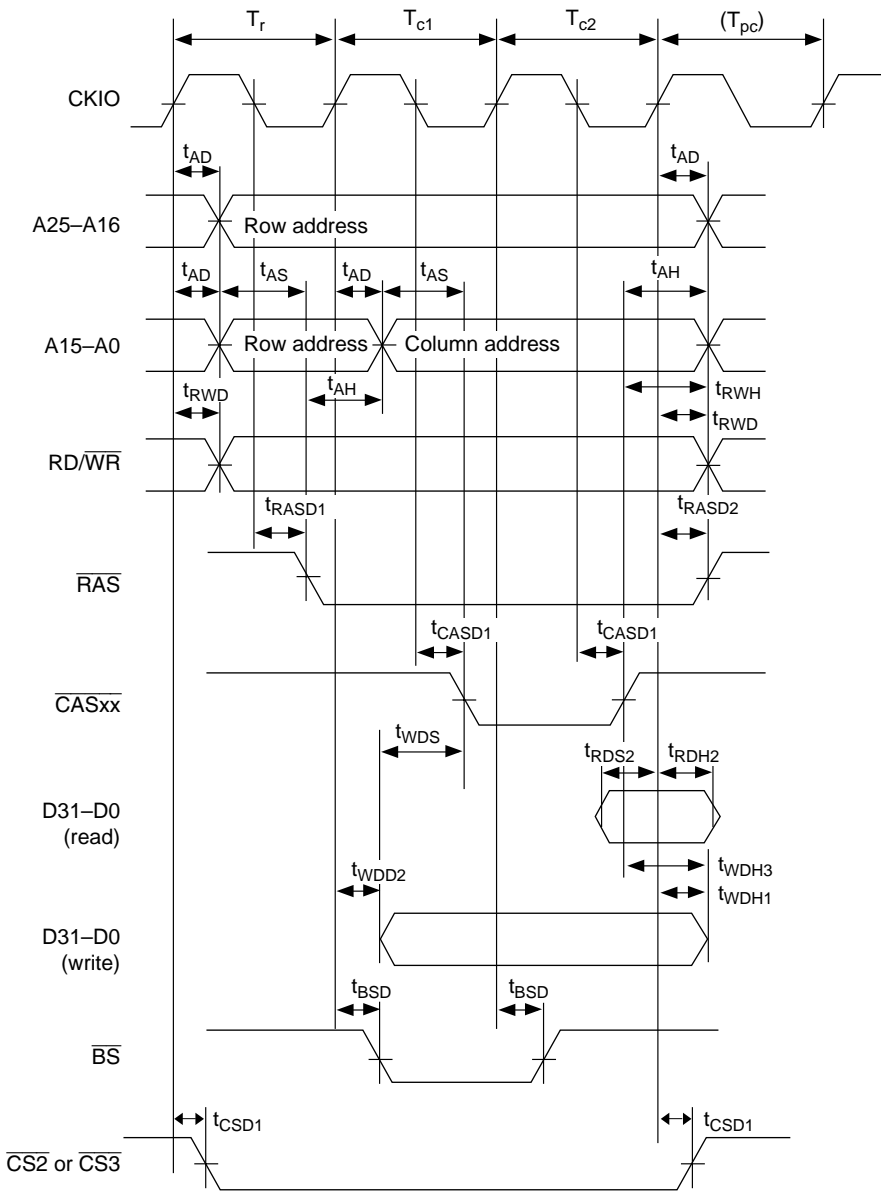 Tr Tc1 Tc2 (Tpc)
CKIO
tAD tAD
A25–A16 Row address
tAD tAS tAD tAS tAH
A15–A0 Row address Column address
tAH tRWH
tRWD tRWD
RD/WR
tRASD1 tRASD2
RAS
tCASD1 tCASD1
CASxx
tWDS tRDS2 tRDH2
D31–D0
(read)
tWDH3
tWDD2 tWDH1
D31–D0
(write)
tBSD tBSD
BS
tCSD1 tCSD1
CS2 or CS3